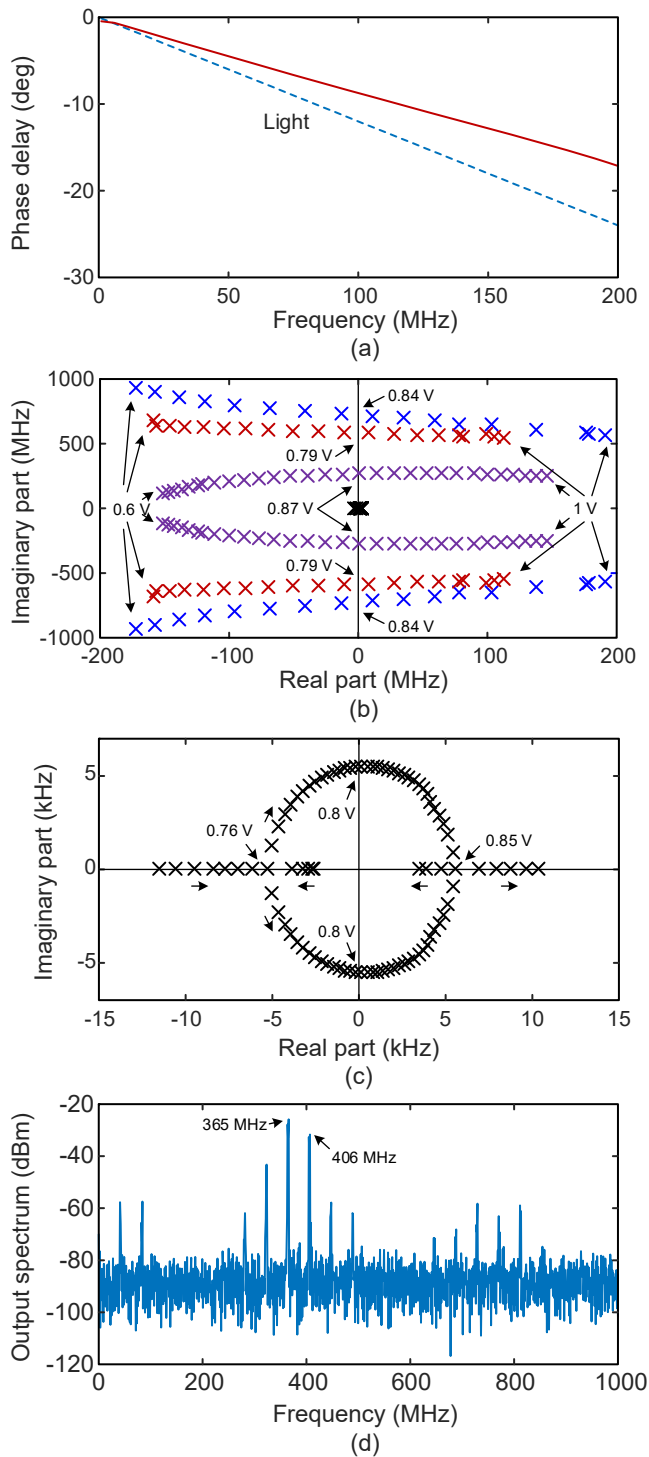 0
-10
-20
-30
Phase delay (deg)
Light
0 50 100 150 200
Frequency (MHz)
(a)
1000
500
0
-500
-1000
Imaginary part (MHz)
0.84 V
0.79 V
0.6 V
0.87 V
1 V
0.79 V
0.84 V
-200 -100 0 100 200
Real part (MHz)
(b)
5
0
-5
Imaginary part (kHz)
0.76 V
0.8 V
0.85 V
0.8 V
-15 -10 -5 0 5 10 15
Real part (kHz)
(c)
-20
-40
-60
-80
-100
-120
Output spectrum (dBm)
365 MHz
406 MHz
0 200 400 600 800 1000
Frequency (MHz)
(d)